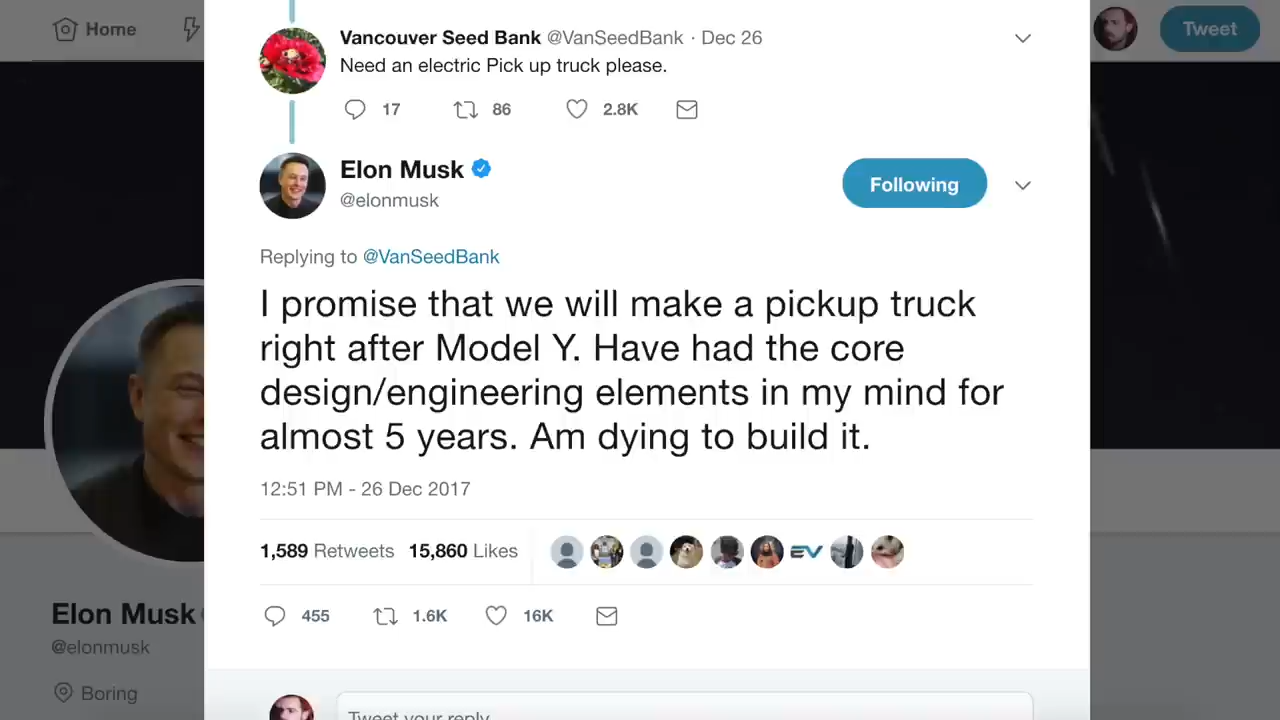 Home
Tweet
Vancouver Seed Bank @VanSeedBank · Dec 26
Need an electric Pick up truck please.
17 86 2.8K
Elon Musk
@elonmusk
Following
Replying to @VanSeedBank
I promise that we will make a pickup truck
right after Model Y. Have had the core
design/engineering elements in my mind for
almost 5 years. Am dying to build it.
12:51 PM - 26 Dec 2017
1,589 Retweets 15,860 Likes
EV
455 1.6K 16K
Elon Musk
@elonmusk
Boring
Tweet your reply